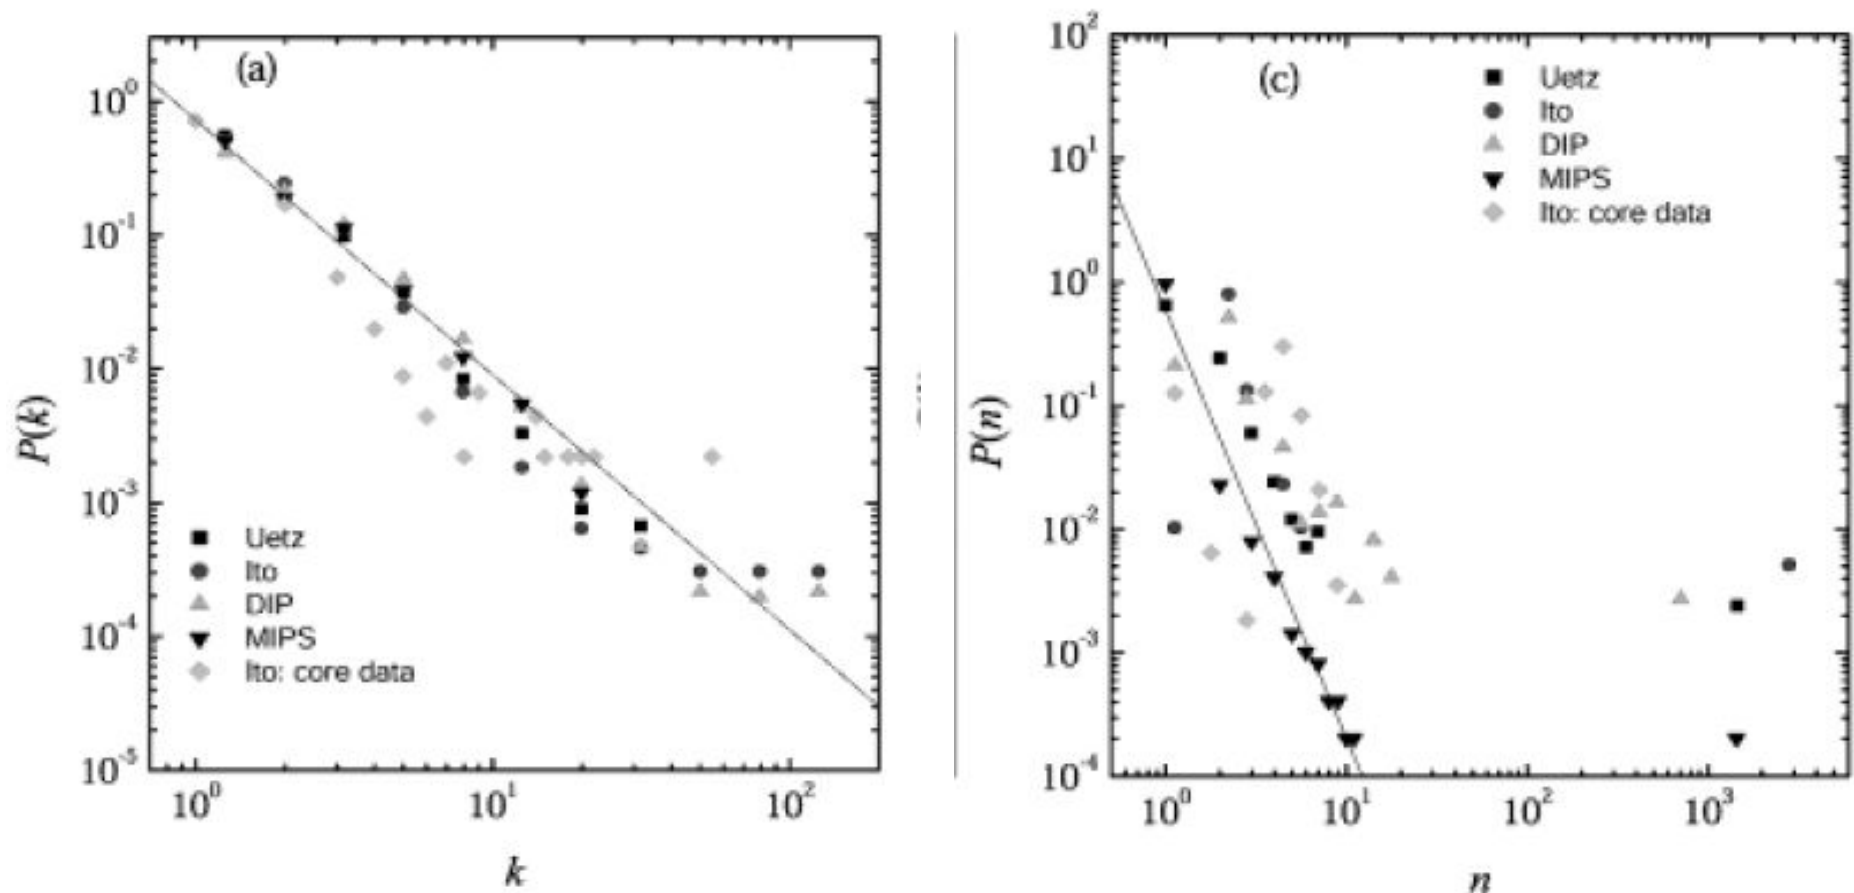 (a)
P(k)
10^0
10^-1
10^-2
10^-3
10^-4
10^-5
Uetz
Ito
DIP
MIPS
Ito: core data
10^0 10^1 10^2
k
(c)
P(n)
10^2
10^1
10^0
10^-1
10^-2
10^-3
Uetz
Ito
DIP
MIPS
Ito: core data
10^0 10^1 10^2 10^3
n